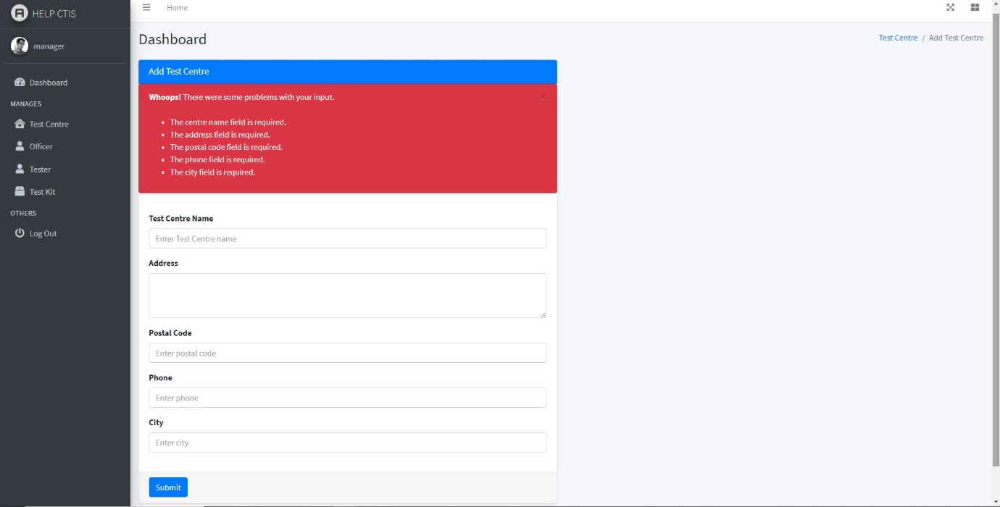 HELP CTIS
manager
Dashboard
MANAGES
Test Centre
Officer
Tester
Test Kit
OTHERS
Log Out
Home
Dashboard
Test Centre / Add Test Centre
Add Test Centre
Whoops! There were some problems with your input. ×
• The centre name field is required.
• The address field is required.
• The postal code field is required.
• The phone field is required.
• The city field is required.
Test Centre Name
Enter Test Centre name
Address
Postal Code
Enter postal code
Phone
Enter phone
City
Enter city
Submit